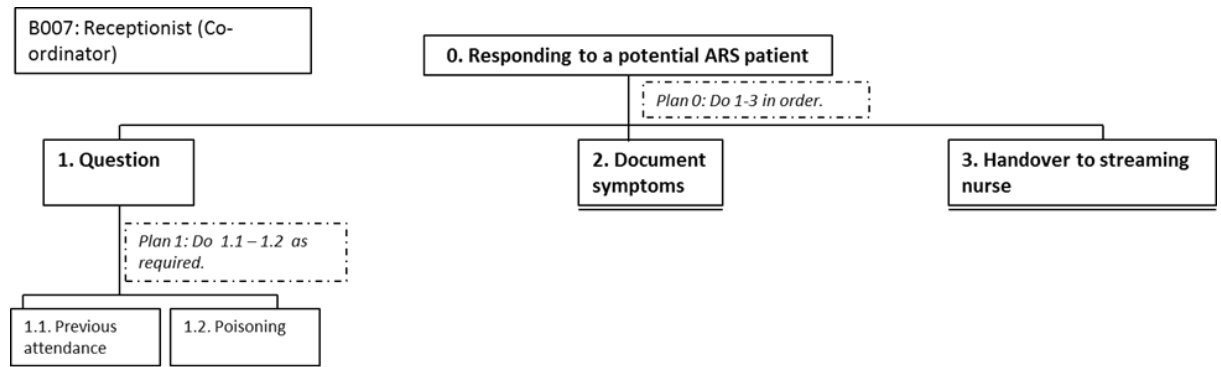 B007: Receptionist (Co-
ordinator)
0. Responding to a potential ARS patient
Plan 0: Do 1-3 in order.
1. Question
2. Document
symptoms
3. Handover to streaming
nurse
Plan 1: Do 1.1 – 1.2 as
required.
1.1. Previous
attendance
1.2. Poisoning